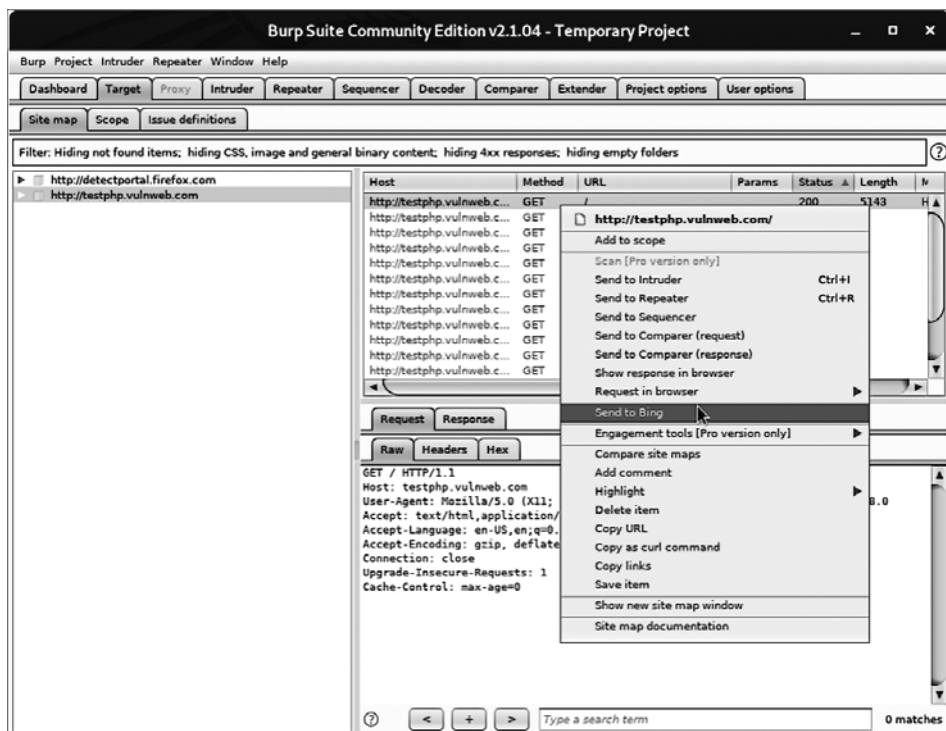 Burp Suite Community Edition v2.1.04 - Temporary Project
Burp Project Intruder Repeater Window Help
Dashboard Target Proxy Intruder Repeater Sequencer Decoder Comparer Extender Project options User options
Site map Scope Issue definitions
Filter: Hiding not found items; hiding CSS, image and general binary content; hiding 4xx responses; hiding empty folders
http://detectportal.firefox.com
http://testphp.vulnweb.com
Host Method URL Params Status Length
http://testphp.vulnweb.c... GET / 200 5143 H
http://testphp.vulnweb.c... GET
http://testphp.vulnweb.c... GET
http://testphp.vulnweb.c... GET
http://testphp.vulnweb.c... GET
http://testphp.vulnweb.c... GET
http://testphp.vulnweb.c... GET
http://testphp.vulnweb.c... GET
http://testphp.vulnweb.c... GET
http://testphp.vulnweb.c... GET
http://testphp.vulnweb.c... GET
http://testphp.vulnweb.c... GET
http://testphp.vulnweb.com/
Add to scope
Scan [Pro version only]
Send to Intruder Ctrl+I
Send to Repeater Ctrl+R
Send to Sequencer
Send to Comparer (request)
Send to Comparer (response)
Show response in browser
Request in browser
Send to Bing
Engagement tools [Pro version only]
Compare site maps
Add comment
Highlight
Delete item
Copy URL
Copy as curl command
Copy links
Save item
Show new site map window
Site map documentation
Request Response
Raw Headers Hex
GET / HTTP/1.1
Host: testphp.vulnweb.com
User-Agent: Mozilla/5.0 (X11; 8.0
Accept: text/html,application/
Accept-Language: en-US,en;q=0.
Accept-Encoding: gzip, deflate
Connection: close
Upgrade-Insecure-Requests: 1
Cache-Control: max-age=0
? < + > Type a search term 0 matches